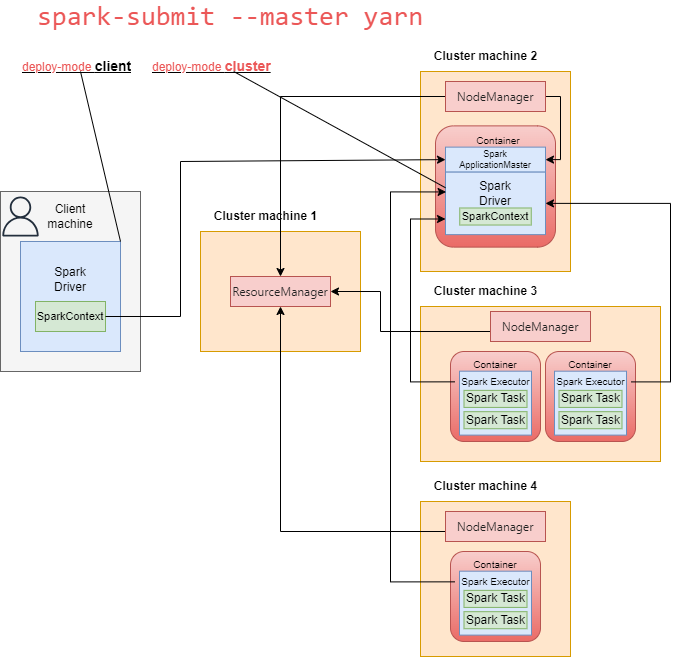 spark-submit --master yarn
deploy-mode client
deploy-mode cluster
Client
machine
Spark
Driver
SparkContext
Cluster machine 1
ResourceManager
Cluster machine 2
NodeManager
Container
Spark
ApplicationMaster
Spark
Driver
SparkContext
Cluster machine 3
NodeManager
Container
Spark Executor
Spark Task
Spark Task
Container
Spark Executor
Spark Task
Spark Task
Cluster machine 4
NodeManager
Container
Spark Executor
Spark Task
Spark Task